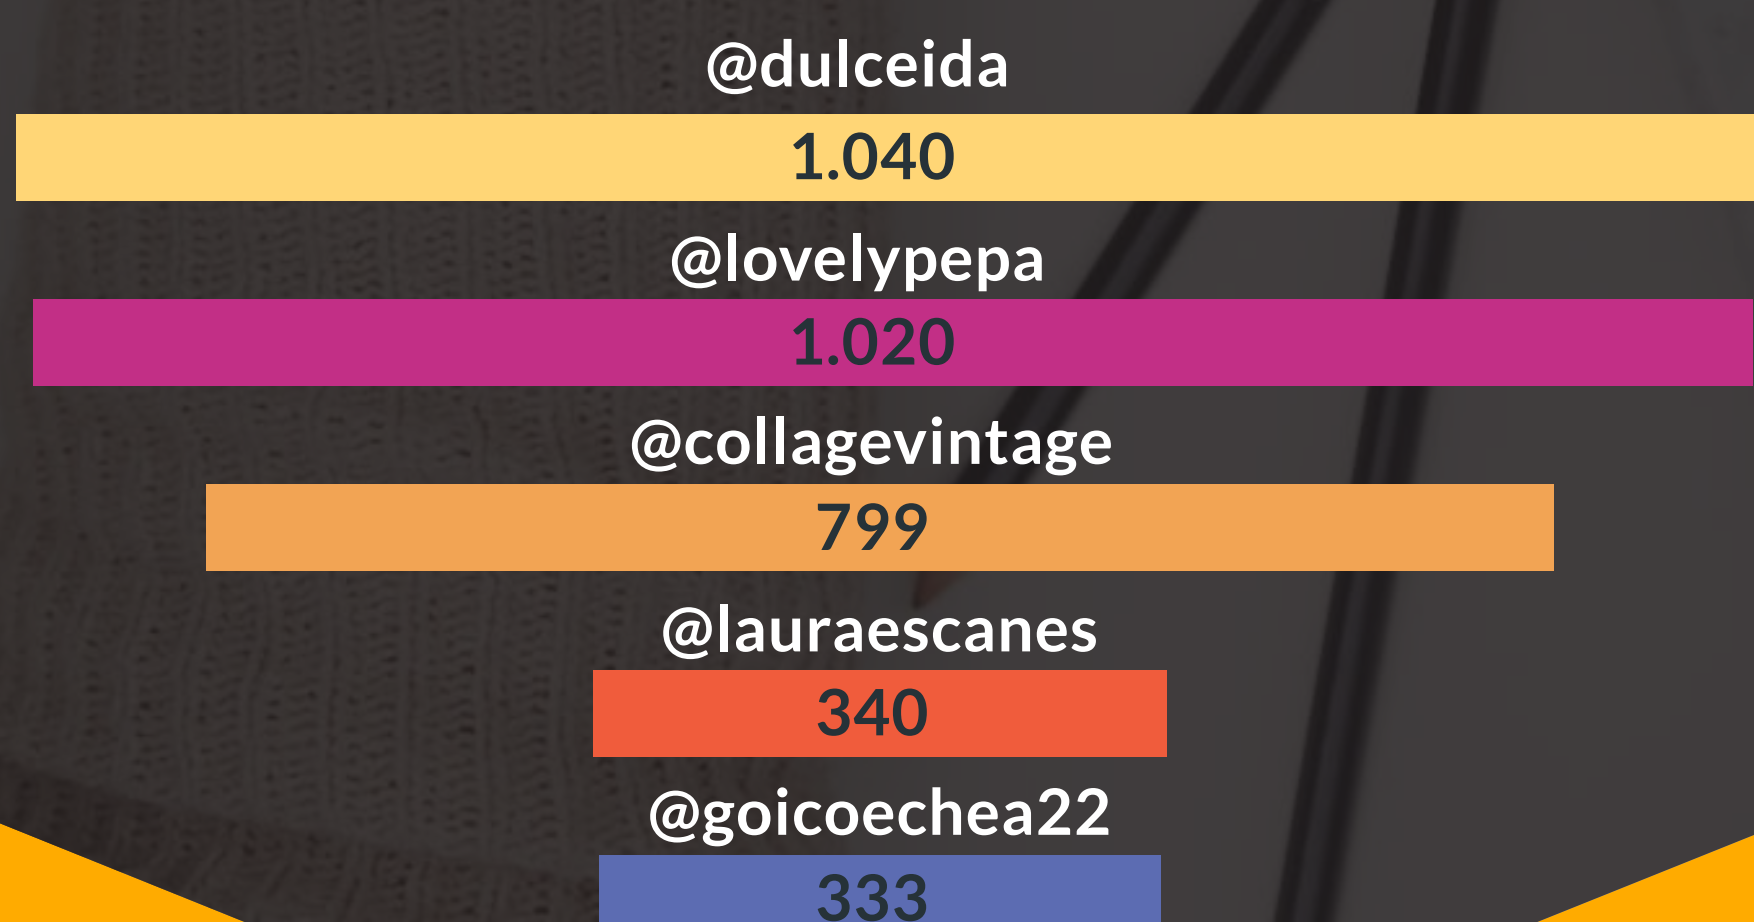 @dulceida
1.040
@lovelypepa
1.020
@collagevintage
799
@lauraescanes
340
@goicoechea22
333